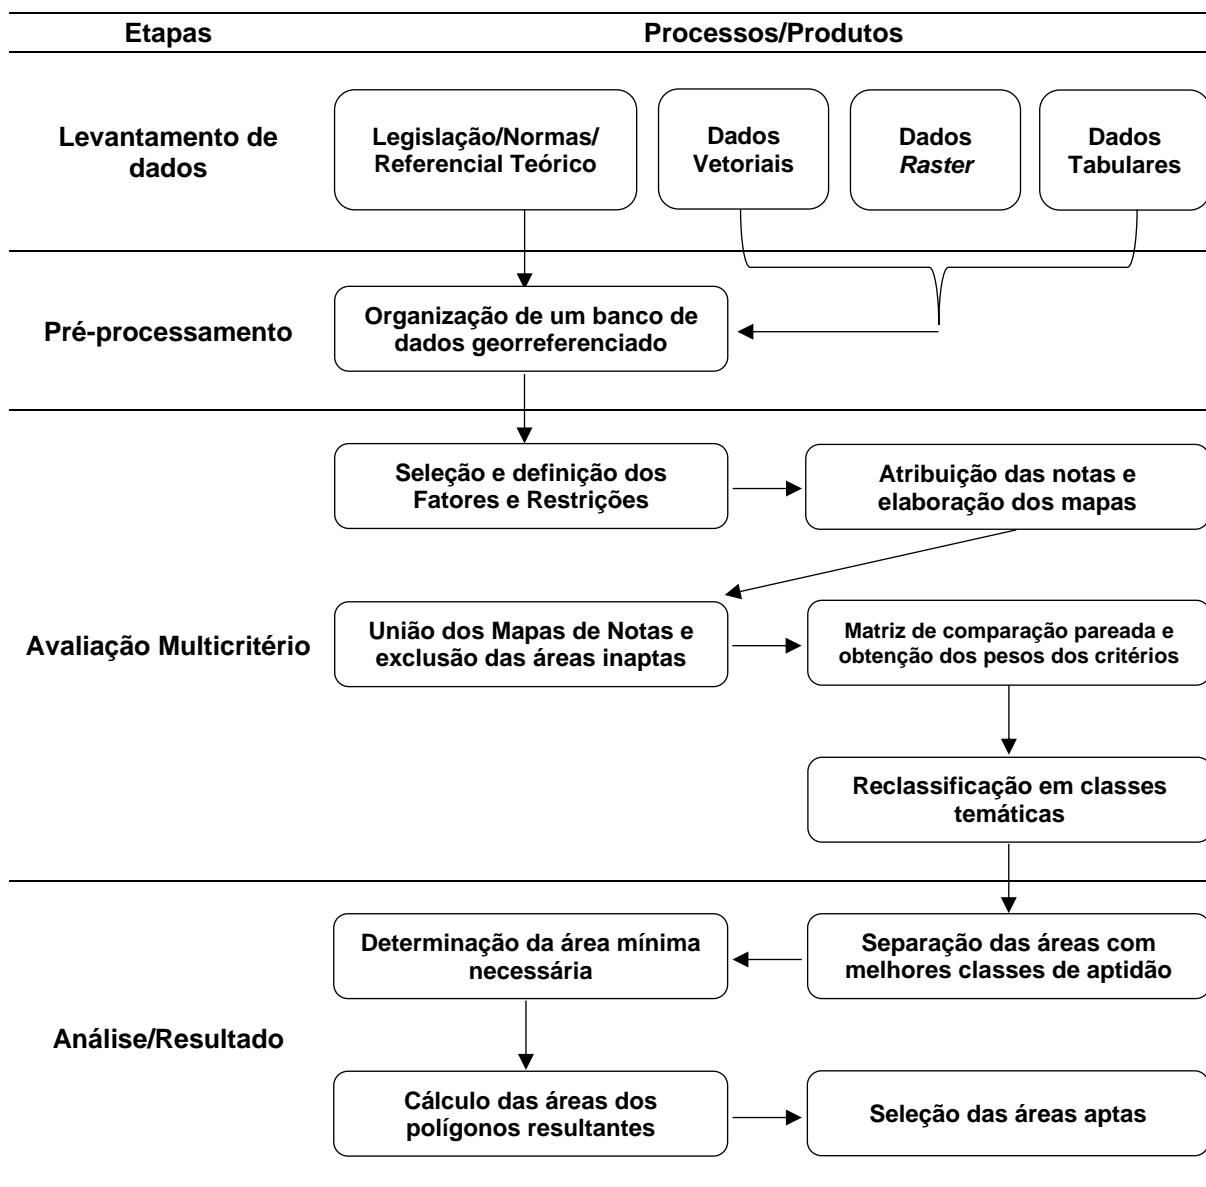 Etapas
Processos/Produtos
Levantamento de
dados
Legislação/Normas/
Referencial Teórico
Dados
Vetoriais
Dados
Raster
Dados
Tabulares
Pré-processamento
Organização de um banco de
dados georreferenciado
Avaliação Multicritério
Seleção e definição dos
Fatores e Restrições
Atribuição das notas e
elaboração dos mapas
União dos Mapas de Notas e
exclusão das áreas inaptas
Matriz de comparação pareada e
obtenção dos pesos dos critérios
Reclassificação em classes
temáticas
Análise/Resultado
Separação das áreas com
melhores classes de aptidão
Determinação da área mínima
necessária
Cálculo das áreas dos
polígonos resultantes
Seleção das áreas aptas